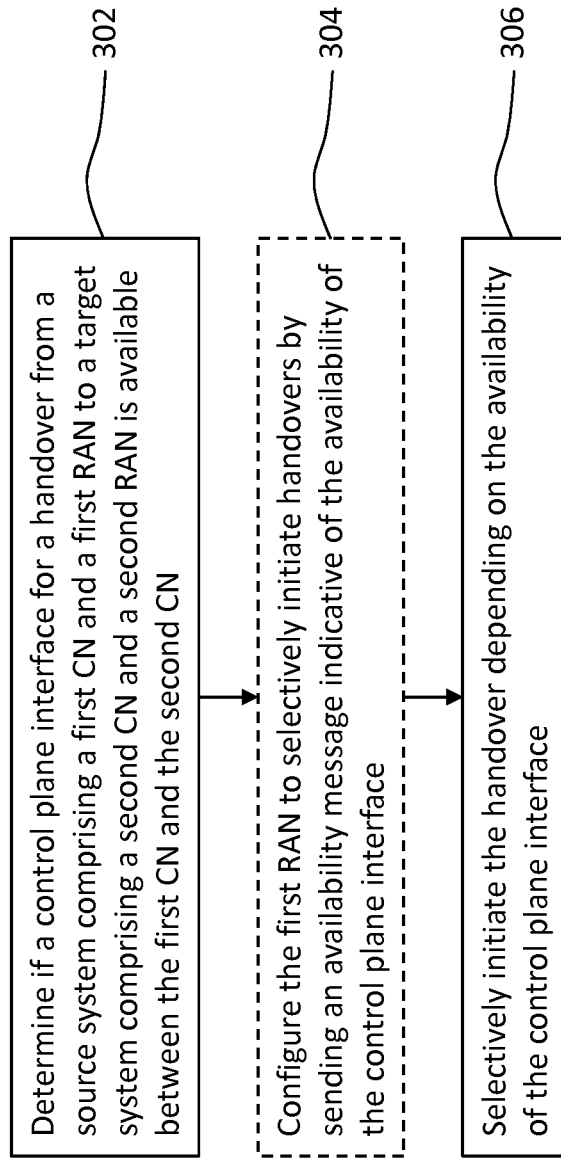 Determine if a control plane interface for a handover from a
source system comprising a first CN and a first RAN to a target
system comprising a second CN and a second RAN is available
between the first CN and the second CN
302
Configure the first RAN to selectively initiate handovers by
sending an availability message indicative of the availability of
the control plane interface
304
Selectively initiate the handover depending on the availability
of the control plane interface
306